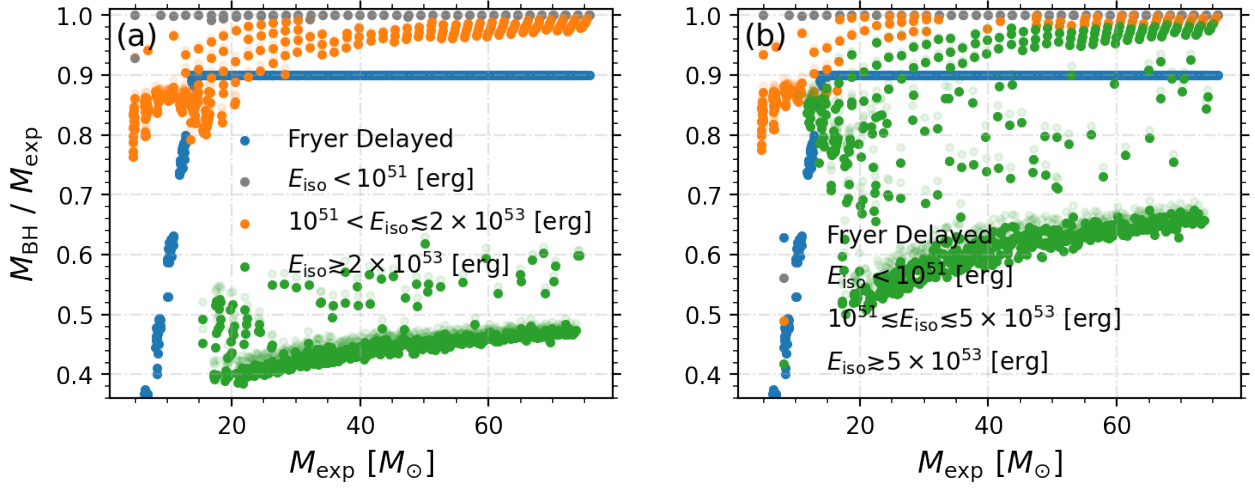 (a)
1.0
0.9
0.8
0.7
0.6
0.5
0.4
M_BH / M_exp
Fryer Delayed
E_iso < 10^51 [erg]
10^51 < E_iso ≲ 2 × 10^53 [erg]
E_iso ≳ 2 × 10^53 [erg]
20
40
60
M_exp [M_⊙]
(b)
1.0
0.9
0.8
0.7
0.6
0.5
0.4
Fryer Delayed
E_iso < 10^51 [erg]
10^51 ≲ E_iso ≲ 5 × 10^53 [erg]
E_iso ≳ 5 × 10^53 [erg]
20
40
60
M_exp [M_⊙]